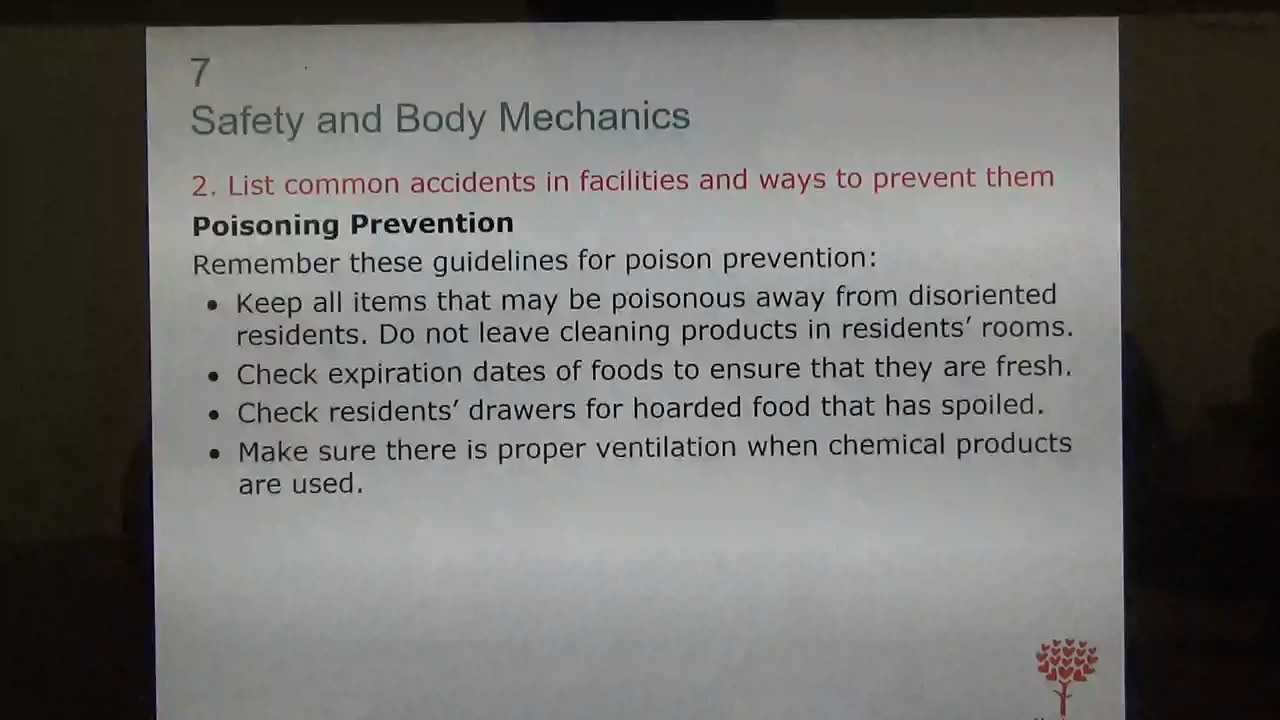 7
Safety and Body Mechanics
2. List common accidents in facilities and ways to prevent them
Poisoning Prevention
Remember these guidelines for poison prevention:
• Keep all items that may be poisonous away from disoriented
residents. Do not leave cleaning products in residents’ rooms.
• Check expiration dates of foods to ensure that they are fresh.
• Check residents’ drawers for hoarded food that has spoiled.
• Make sure there is proper ventilation when chemical products
are used.